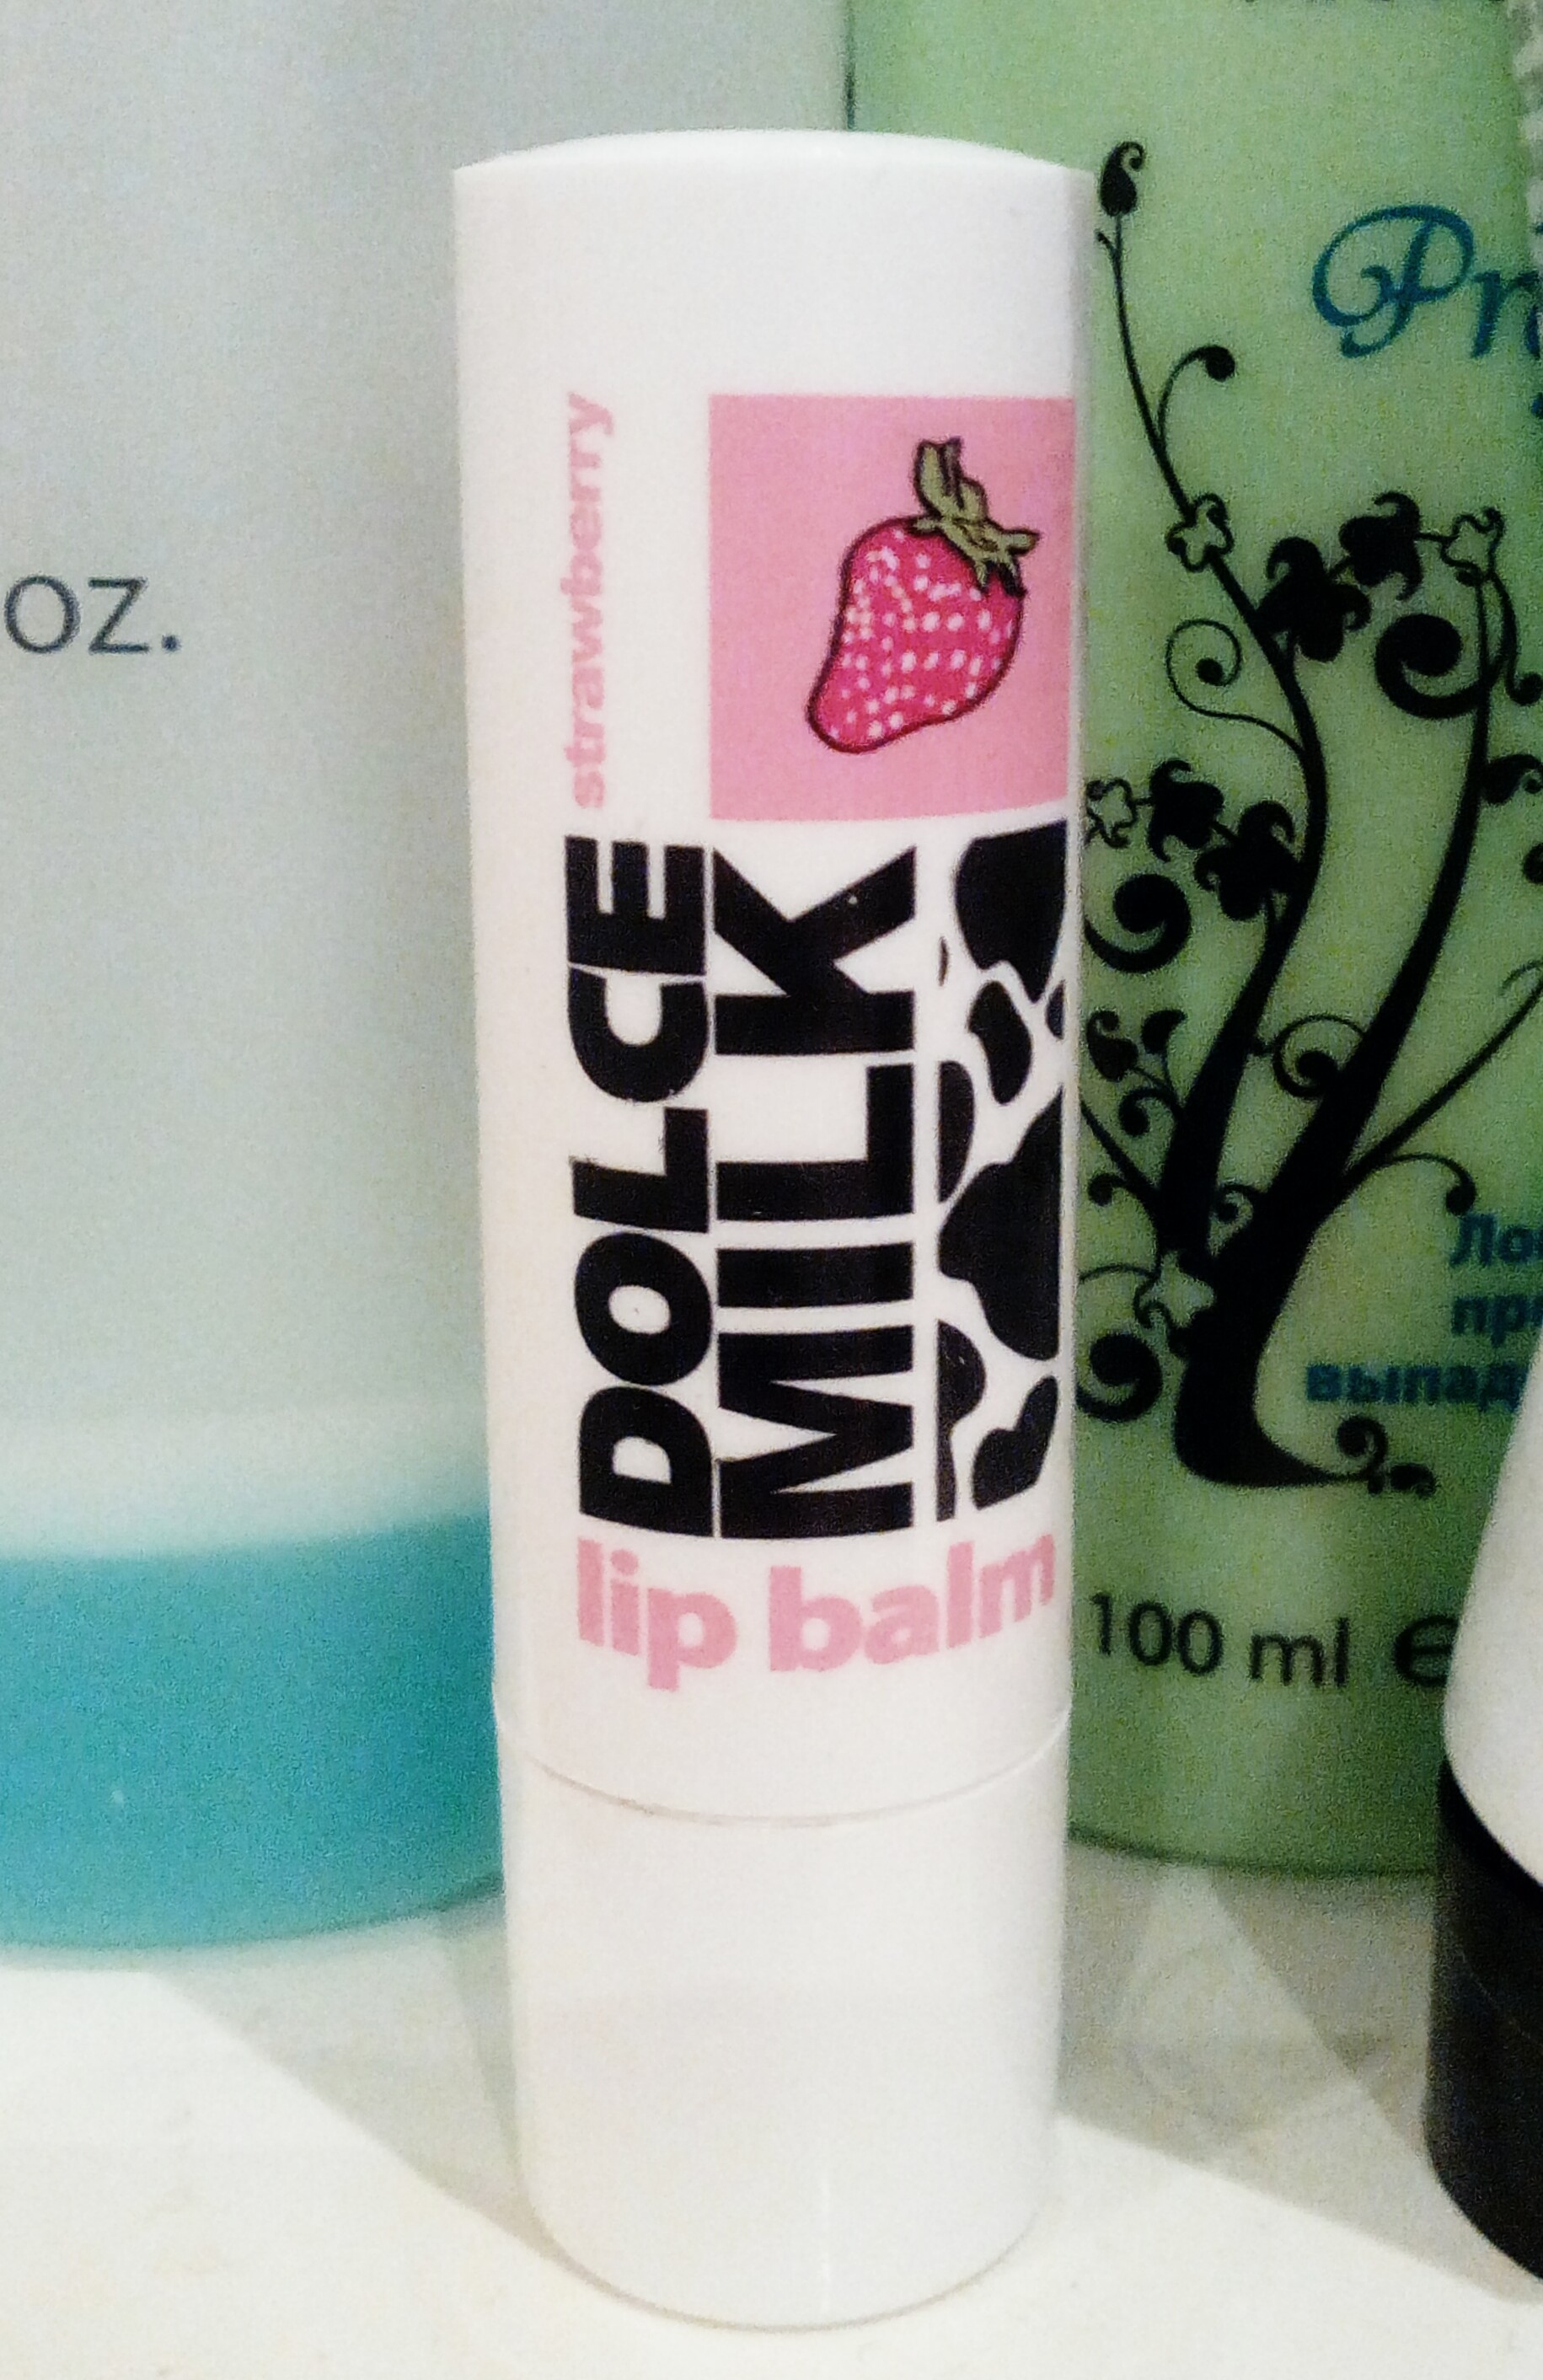 strawberry
DOLCE
MILK
lip balm
oz.
100 ml e